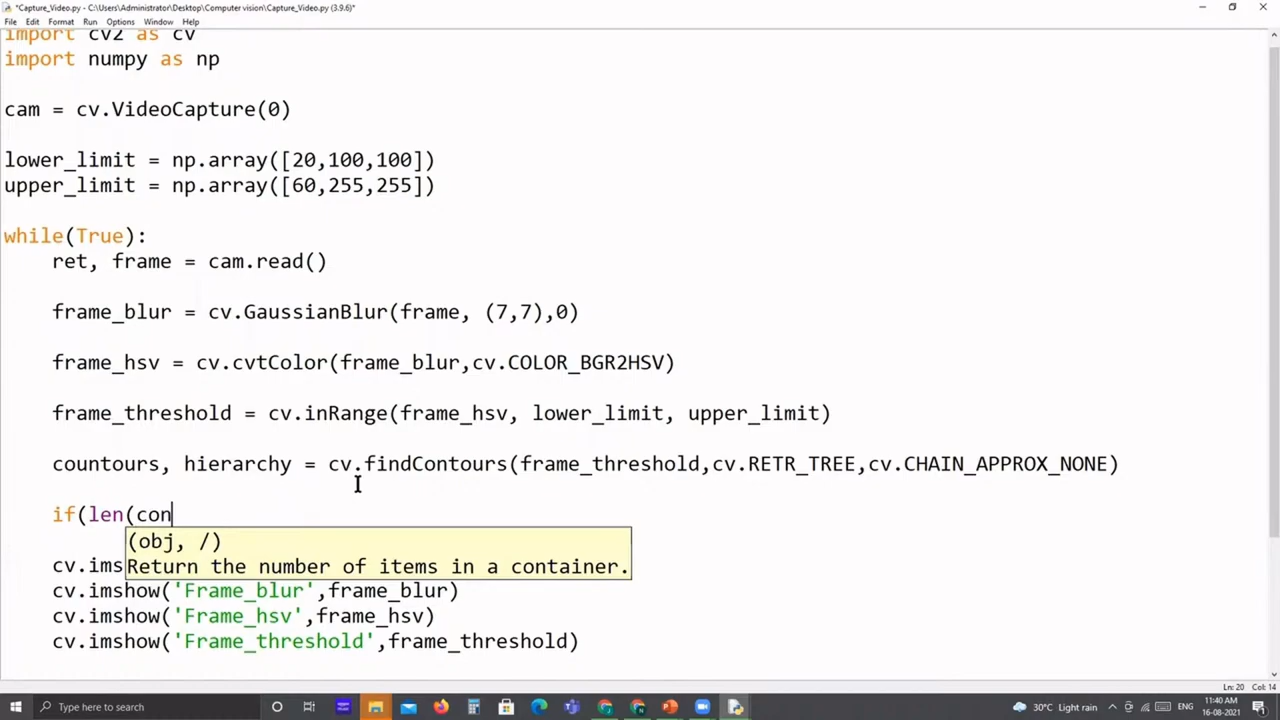 *Capture_Video.py - C:\Users\Administrator\Desktop\Computer vision\Capture_Video.py (3.9.6)*
File Edit Format Run Options Window Help
import cv2 as cv
import numpy as np
cam = cv.VideoCapture(0)
lower_limit = np.array([20,100,100])
upper_limit = np.array([60,255,255])
while(True):
ret, frame = cam.read()
frame_blur = cv.GaussianBlur(frame, (7,7),0)
frame_hsv = cv.cvtColor(frame_blur,cv.COLOR_BGR2HSV)
frame_threshold = cv.inRange(frame_hsv, lower_limit, upper_limit)
countours, hierarchy = cv.findContours(frame_threshold,cv.RETR_TREE,cv.CHAIN_APPROX_NONE)
if(len(con
(obj, /)
cv.ims Return the number of items in a container.
cv.imshow('Frame_blur',frame_blur)
cv.imshow('Frame_hsv',frame_hsv)
cv.imshow('Frame_threshold',frame_threshold)
Ln: 20 Col: 14
Type here to search 30°C Light rain ENG 11:40 AM
16-08-2021